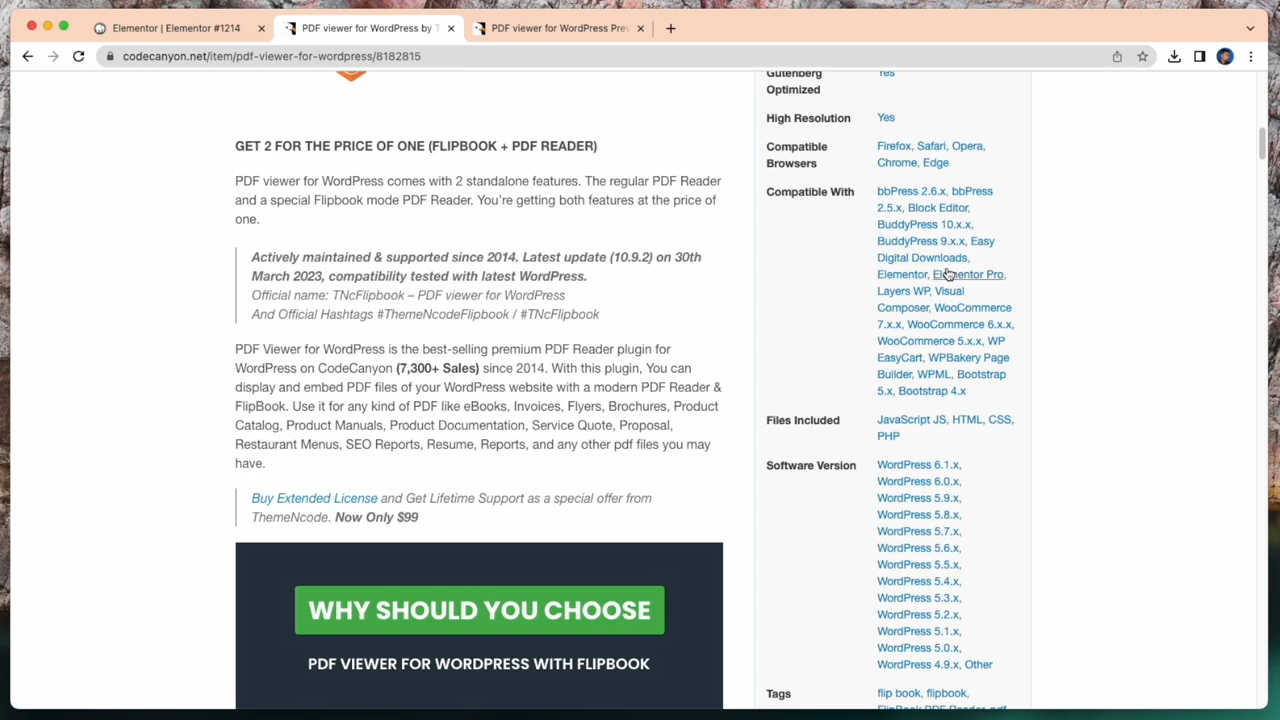 Elementor | Elementor #1214
PDF viewer for WordPress by T
PDF viewer for WordPress Prev
codecanyon.net/item/pdf-viewer-for-wordpress/8182815
GET 2 FOR THE PRICE OF ONE (FLIPBOOK + PDF READER)
PDF viewer for WordPress comes with 2 standalone features. The regular PDF Reader
and a special Flipbook mode PDF Reader. You're getting both features at the price of
one.
Actively maintained & supported since 2014. Latest update (10.9.2) on 30th
March 2023, compatibility tested with latest WordPress.
Official name: TNcFlipbook – PDF viewer for WordPress
And Official Hashtags #ThemeNcodeFlipbook / #TNcFlipbook
PDF Viewer for WordPress is the best-selling premium PDF Reader plugin for
WordPress on CodeCanyon (7,300+ Sales) since 2014. With this plugin, You can
display and embed PDF files of your WordPress website with a modern PDF Reader &
FlipBook. Use it for any kind of PDF like eBooks, Invoices, Flyers, Brochures, Product
Catalog, Product Manuals, Product Documentation, Service Quote, Proposal,
Restaurant Menus, SEO Reports, Resume, Reports, and any other pdf files you may
have.
Buy Extended License and Get Lifetime Support as a special offer from
ThemeNcode. Now Only $99
WHY SHOULD YOU CHOOSE
PDF VIEWER FOR WORDPRESS WITH FLIPBOOK
Gutenberg Yes
Optimized
High Resolution Yes
Compatible Firefox, Safari, Opera,
Browsers Chrome, Edge
Compatible With bbPress 2.6.x, bbPress
2.5.x, Block Editor,
BuddyPress 10.x.x,
BuddyPress 9.x.x, Easy
Digital Downloads,
Elementor, Elementor Pro,
Layers WP, Visual
Composer, WooCommerce
7.x.x, WooCommerce 6.x.x,
WooCommerce 5.x.x, WP
EasyCart, WPBakery Page
Builder, WPML, Bootstrap
5.x, Bootstrap 4.x
Files Included JavaScript JS, HTML, CSS,
PHP
Software Version WordPress 6.1.x,
WordPress 6.0.x,
WordPress 5.9.x,
WordPress 5.8.x,
WordPress 5.7.x,
WordPress 5.6.x,
WordPress 5.5.x,
WordPress 5.4.x,
WordPress 5.3.x,
WordPress 5.2.x,
WordPress 5.1.x,
WordPress 5.0.x,
WordPress 4.9.x, Other
Tags flip book, flipbook,
FlipBook PDF Reader, pdf